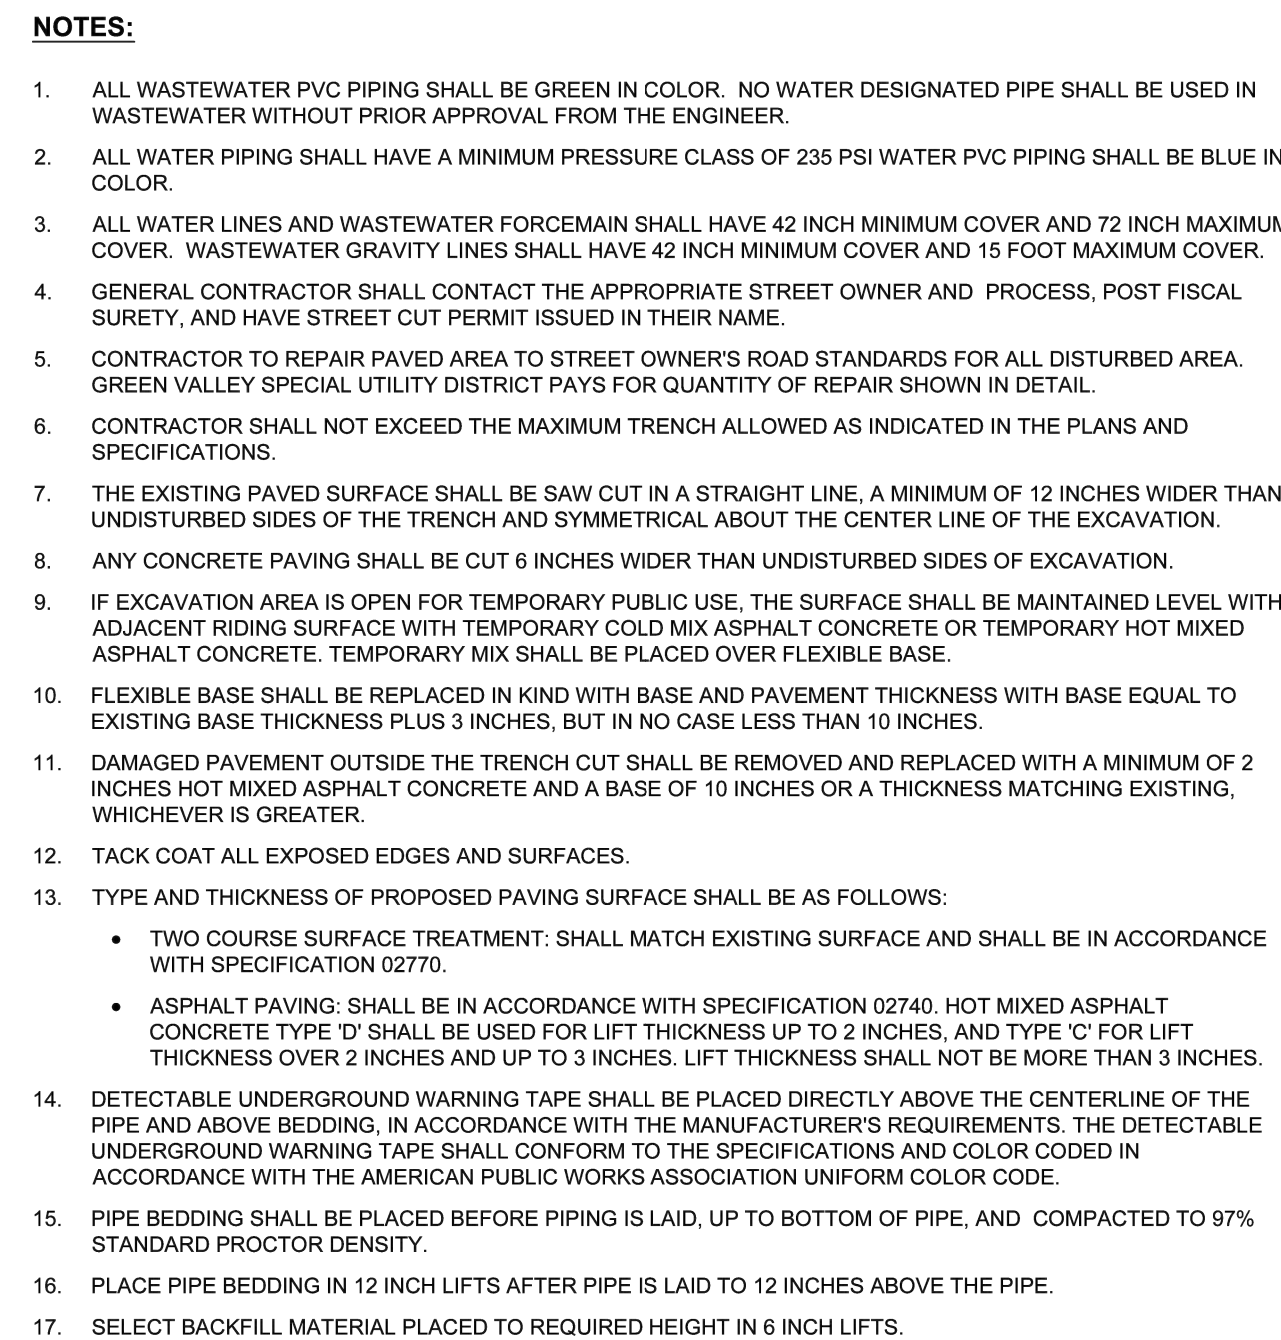 NOTES:
1. ALL WASTEWATER PVC PIPING SHALL BE GREEN IN COLOR.  NO WATER DESIGNATED PIPE SHALL BE USED IN
WASTEWATER WITHOUT PRIOR APPROVAL FROM THE ENGINEER.
2. ALL WATER PIPING SHALL HAVE A MINIMUM PRESSURE CLASS OF 235 PSI WATER PVC PIPING SHALL BE BLUE IN
COLOR.
3. ALL WATER LINES AND WASTEWATER FORCEMAIN SHALL HAVE 42 INCH MINIMUM COVER AND 72 INCH MAXIMUM
COVER.  WASTEWATER GRAVITY LINES SHALL HAVE 42 INCH MINIMUM COVER AND 15 FOOT MAXIMUM COVER.
4. GENERAL CONTRACTOR SHALL CONTACT THE APPROPRIATE STREET OWNER AND  PROCESS, POST FISCAL
SURETY, AND HAVE STREET CUT PERMIT ISSUED IN THEIR NAME.
5. CONTRACTOR TO REPAIR PAVED AREA TO STREET OWNER'S ROAD STANDARDS FOR ALL DISTURBED AREA.
GREEN VALLEY SPECIAL UTILITY DISTRICT PAYS FOR QUANTITY OF REPAIR SHOWN IN DETAIL.
6. CONTRACTOR SHALL NOT EXCEED THE MAXIMUM TRENCH ALLOWED AS INDICATED IN THE PLANS AND
SPECIFICATIONS.
7. THE EXISTING PAVED SURFACE SHALL BE SAW CUT IN A STRAIGHT LINE, A MINIMUM OF 12 INCHES WIDER THAN
UNDISTURBED SIDES OF THE TRENCH AND SYMMETRICAL ABOUT THE CENTER LINE OF THE EXCAVATION.
8. ANY CONCRETE PAVING SHALL BE CUT 6 INCHES WIDER THAN UNDISTURBED SIDES OF EXCAVATION.
9. IF EXCAVATION AREA IS OPEN FOR TEMPORARY PUBLIC USE, THE SURFACE SHALL BE MAINTAINED LEVEL WITH
ADJACENT RIDING SURFACE WITH TEMPORARY COLD MIX ASPHALT CONCRETE OR TEMPORARY HOT MIXED
ASPHALT CONCRETE. TEMPORARY MIX SHALL BE PLACED OVER FLEXIBLE BASE.
10. FLEXIBLE BASE SHALL BE REPLACED IN KIND WITH BASE AND PAVEMENT THICKNESS WITH BASE EQUAL TO
EXISTING BASE THICKNESS PLUS 3 INCHES, BUT IN NO CASE LESS THAN 10 INCHES.
11. DAMAGED PAVEMENT OUTSIDE THE TRENCH CUT SHALL BE REMOVED AND REPLACED WITH A MINIMUM OF 2
INCHES HOT MIXED ASPHALT CONCRETE AND A BASE OF 10 INCHES OR A THICKNESS MATCHING EXISTING,
WHICHEVER IS GREATER.
12. TACK COAT ALL EXPOSED EDGES AND SURFACES.
13. TYPE AND THICKNESS OF PROPOSED PAVING SURFACE SHALL BE AS FOLLOWS:
• TWO COURSE SURFACE TREATMENT: SHALL MATCH EXISTING SURFACE AND SHALL BE IN ACCORDANCE
WITH SPECIFICATION 02770.
• ASPHALT PAVING: SHALL BE IN ACCORDANCE WITH SPECIFICATION 02740. HOT MIXED ASPHALT
CONCRETE TYPE 'D' SHALL BE USED FOR LIFT THICKNESS UP TO 2 INCHES, AND TYPE 'C' FOR LIFT
THICKNESS OVER 2 INCHES AND UP TO 3 INCHES. LIFT THICKNESS SHALL NOT BE MORE THAN 3 INCHES.
14. DETECTABLE UNDERGROUND WARNING TAPE SHALL BE PLACED DIRECTLY ABOVE THE CENTERLINE OF THE
PIPE AND ABOVE BEDDING, IN ACCORDANCE WITH THE MANUFACTURER'S REQUIREMENTS. THE DETECTABLE
UNDERGROUND WARNING TAPE SHALL CONFORM TO THE SPECIFICATIONS AND COLOR CODED IN
ACCORDANCE WITH THE AMERICAN PUBLIC WORKS ASSOCIATION UNIFORM COLOR CODE.
15. PIPE BEDDING SHALL BE PLACED BEFORE PIPING IS LAID, UP TO BOTTOM OF PIPE, AND  COMPACTED TO 97%
STANDARD PROCTOR DENSITY.
16. PLACE PIPE BEDDING IN 12 INCH LIFTS AFTER PIPE IS LAID TO 12 INCHES ABOVE THE PIPE.
17. SELECT BACKFILL MATERIAL PLACED TO REQUIRED HEIGHT IN 6 INCH LIFTS.